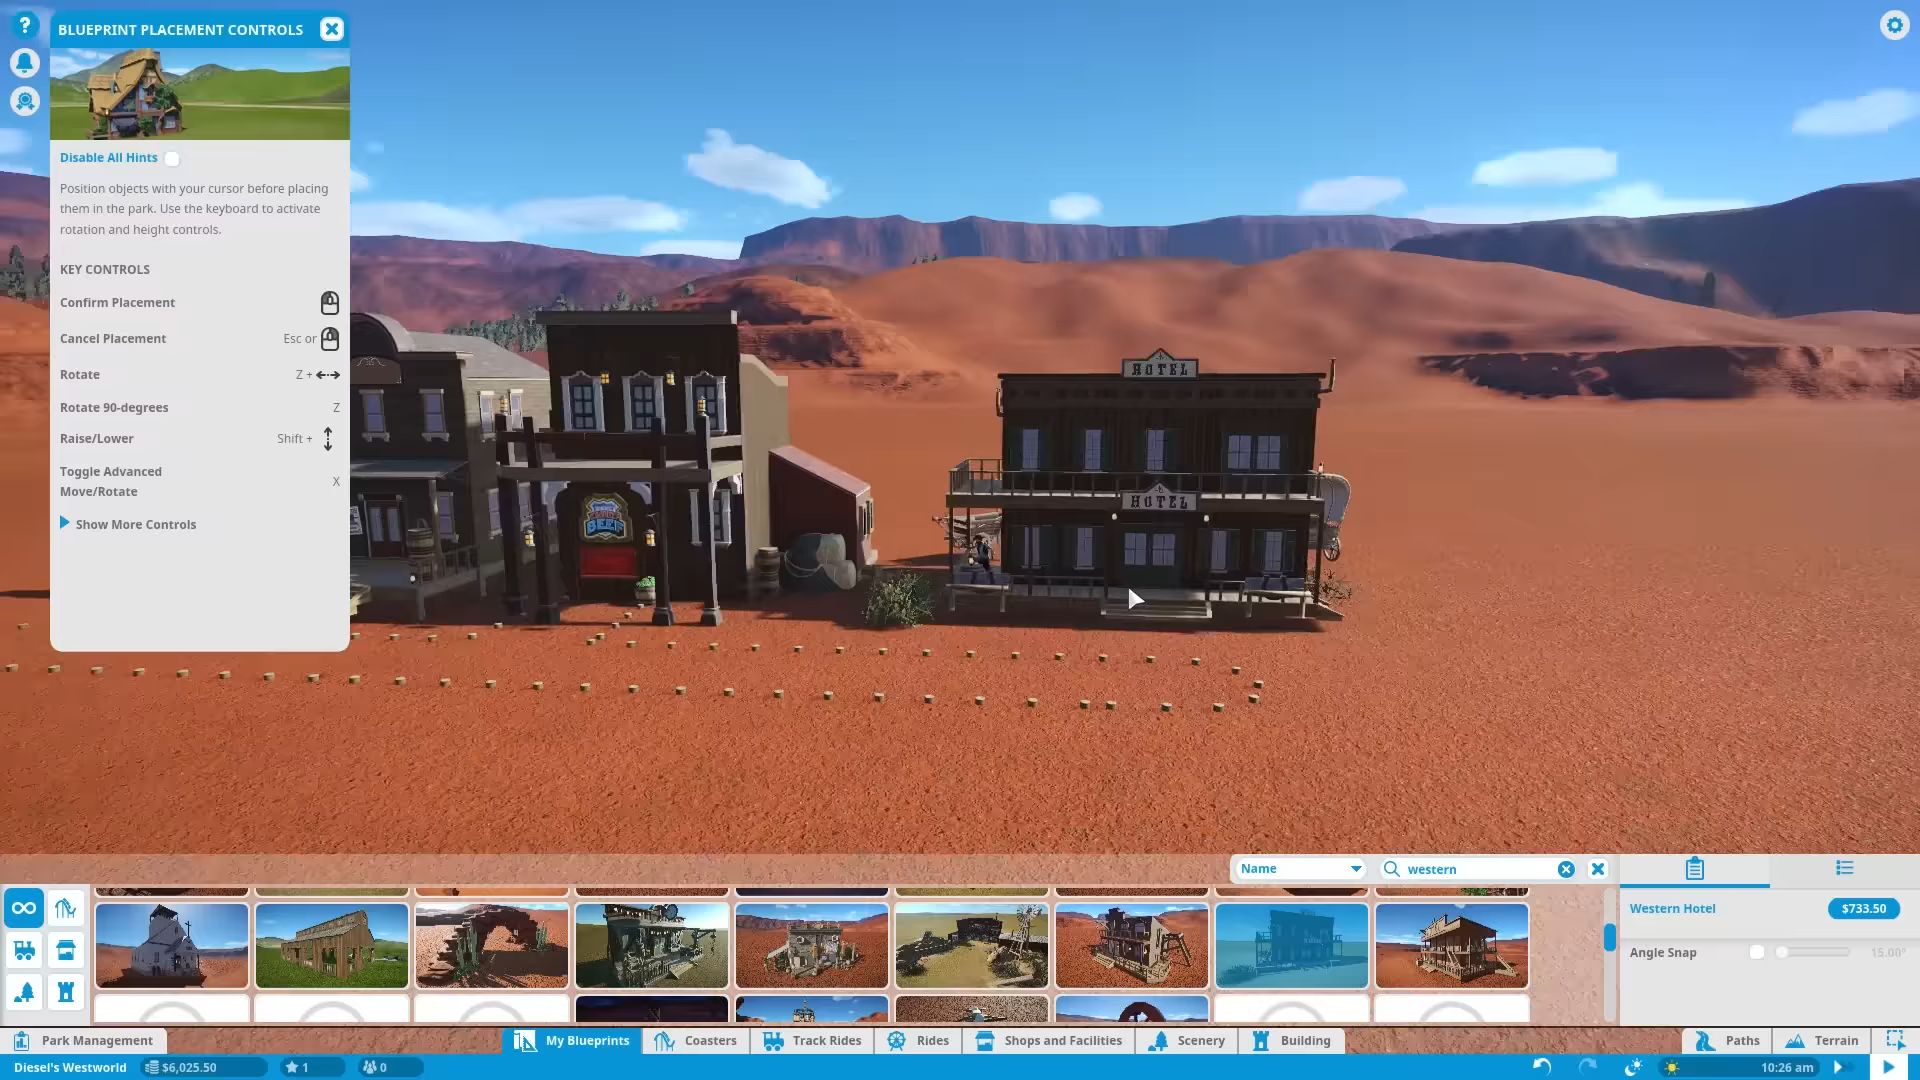 ?
BLUEPRINT PLACEMENT CONTROLS
Disable All Hints
Position objects with your cursor before placing
them in the park. Use the keyboard to activate
rotation and height controls.
KEY CONTROLS
Confirm Placement
Cancel Placement Esc or
Rotate Z +
Rotate 90-degrees Z
Raise/Lower Shift +
Toggle Advanced
Move/Rotate X
Show More Controls
HOTEL
HOTEL
BEEF
Name
western
Western Hotel $733.50
Angle Snap 15.00°
Park Management
My Blueprints
Coasters
Track Rides
Rides
Shops and Facilities
Scenery
Building
Paths
Terrain
Diesel's Westworld
$6,025.50
1
0
10:26 am